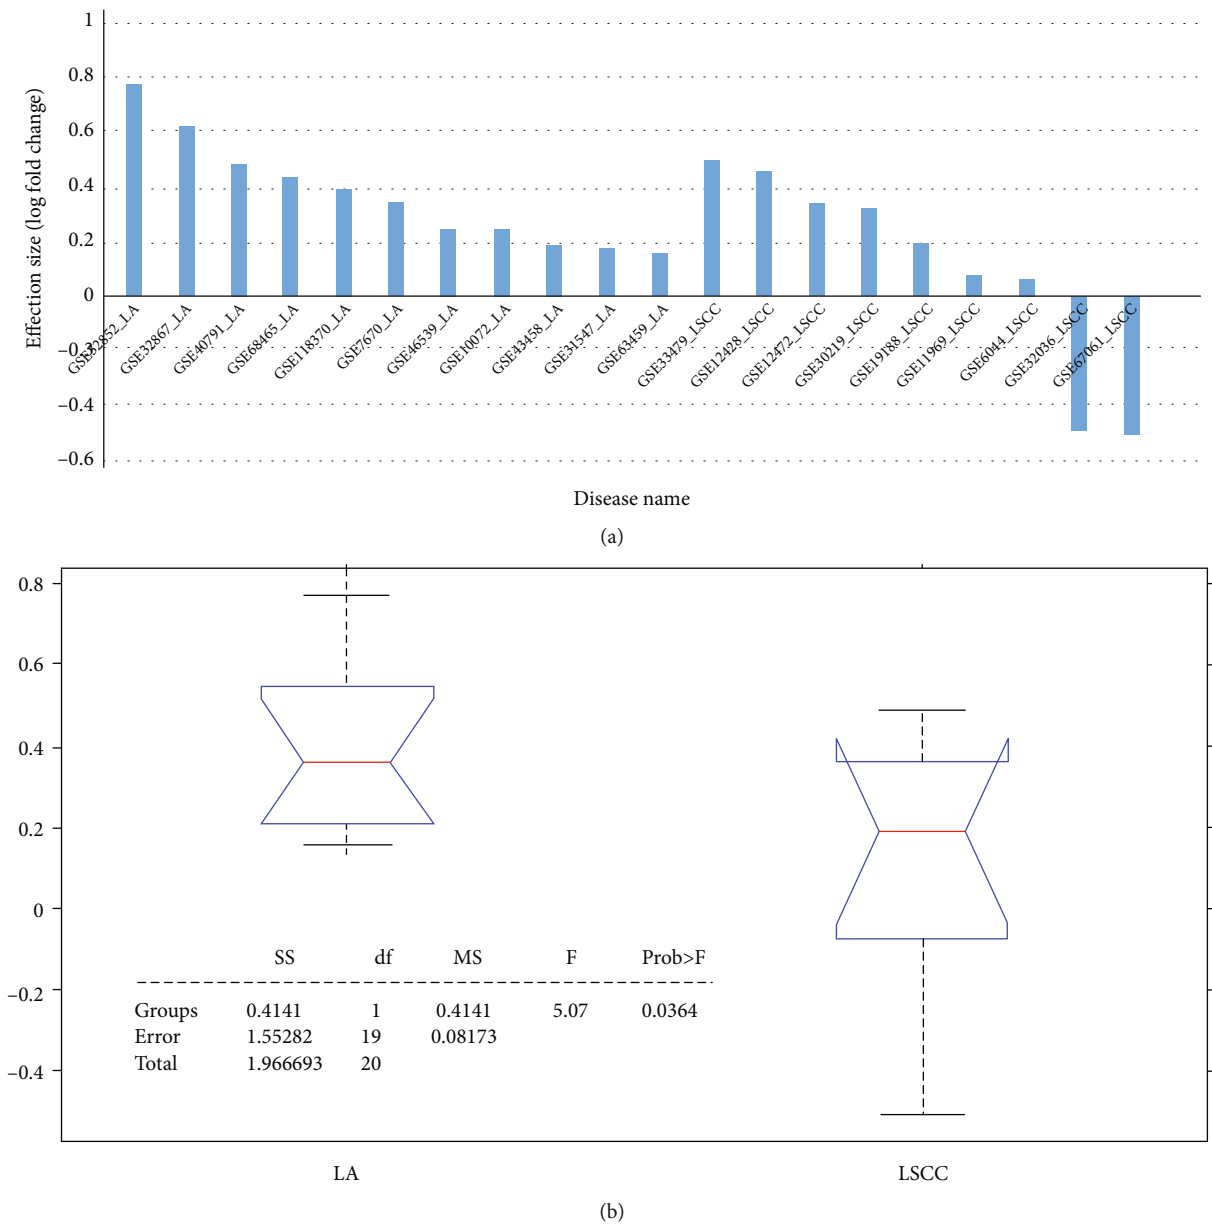 1
0.8
0.6
0.4
0.2
0
−0.3
−0.4
−0.6
Effection size (log fold change)
GSE32852_LA
GSE32867_LA
GSE40791_LA
GSE68465_LA
GSE118370_LA
GSE7670_LA
GSE46539_LA
GSE10072_LA
GSE43458_LA
GSE31547_LA
GSE63459_LA
GSE33479_LSCC
GSE12428_LSCC
GSE12472_LSCC
GSE30219_LSCC
GSE19188_LSCC
GSE11969_LSCC
GSE6044_LSCC
GSE32036_LSCC
GSE67061_LSCC
Disease name
(a)
0.8
0.6
0.4
0.2
0
−0.2
−0.4
SS df MS F Prob>F
Groups 0.4141 1 0.4141 5.07 0.0364
Error 1.55282 19 0.08173
Total 1.966693 20
LA LSCC
(b)